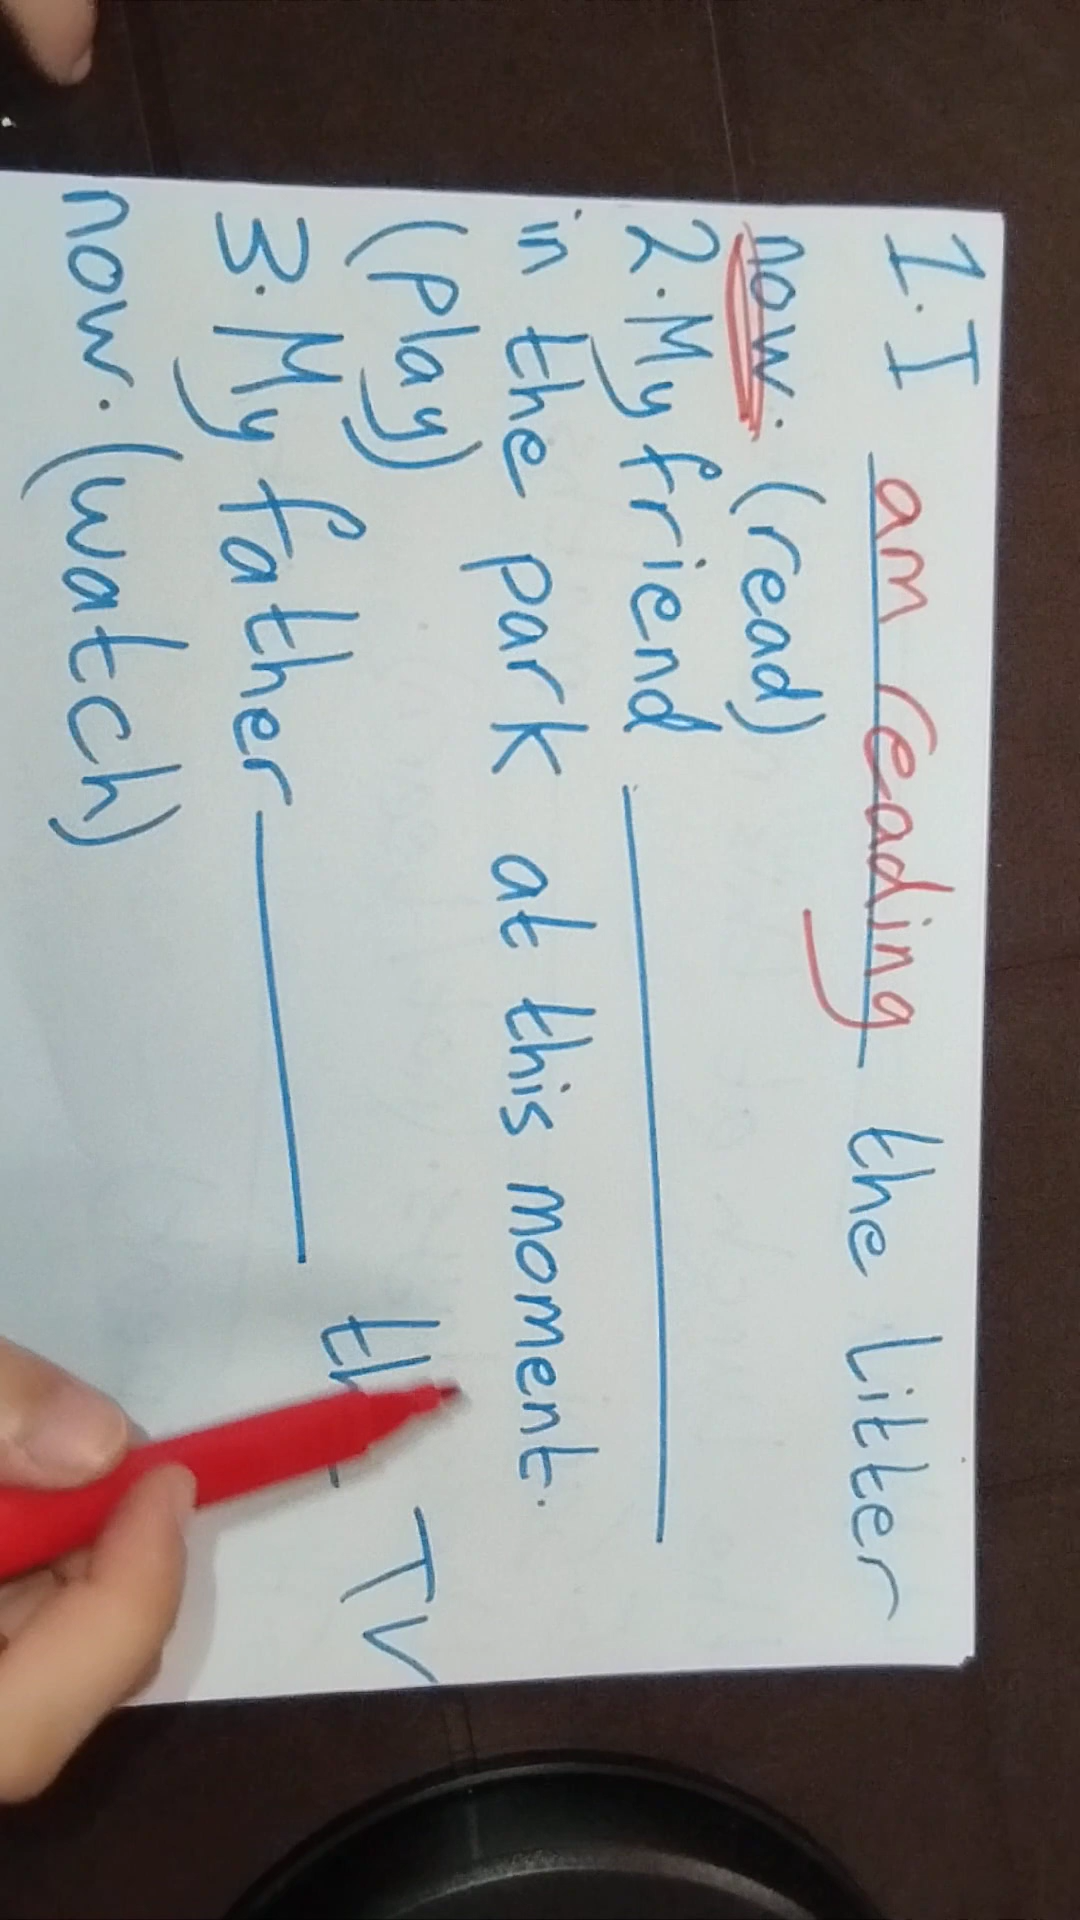 1. I am reading the litter
now. (read)
2. My friend
in the park at this moment.
(play)
3. My father the TV
now. (watch)